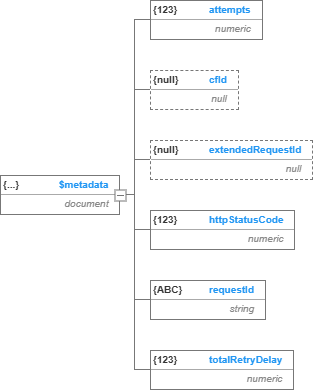 {123} attempts
numeric
{null} cfId
null
{null} extendedRequestId
null
{...} $metadata
document
{123} httpStatusCode
numeric
{ABC} requestId
string
{123} totalRetryDelay
numeric